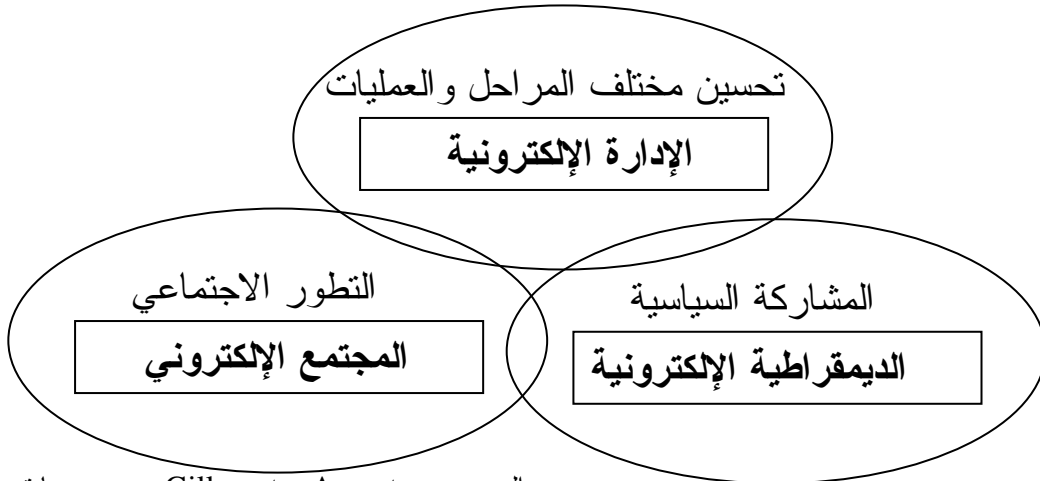 تحسين مختلف المراحل والعمليات
الإدارة الإلكترونية
التطور الاجتماعي
المجتمع الإلكتروني
المشاركة السياسية
الديمقراطية الإلكترونية